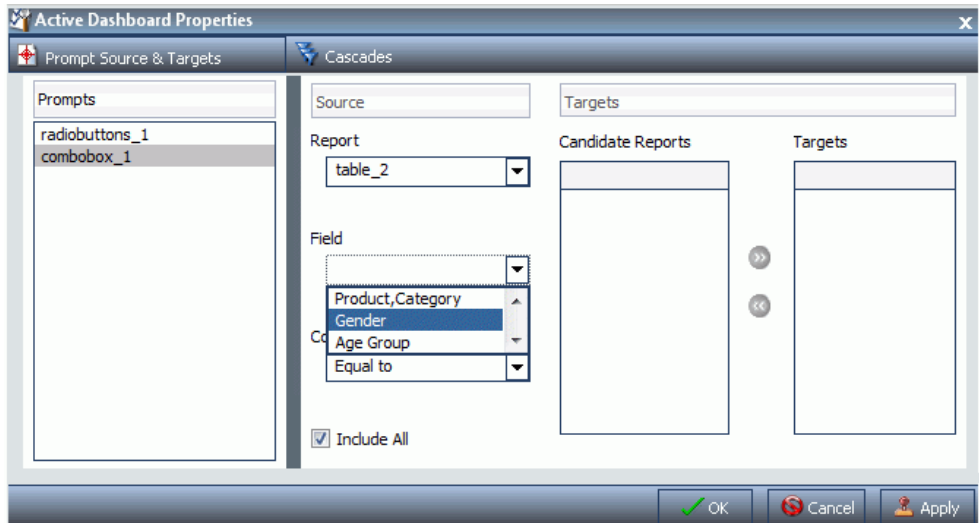 Active Dashboard Properties
x
Prompt Source & Targets
Cascades
Prompts
radiobuttons_1
combobox_1
Source
Report
table_2
Field
Product,Category
Gender
Age Group
Equal to
Include All
Targets
Candidate Reports
Targets
OK
Cancel
Apply